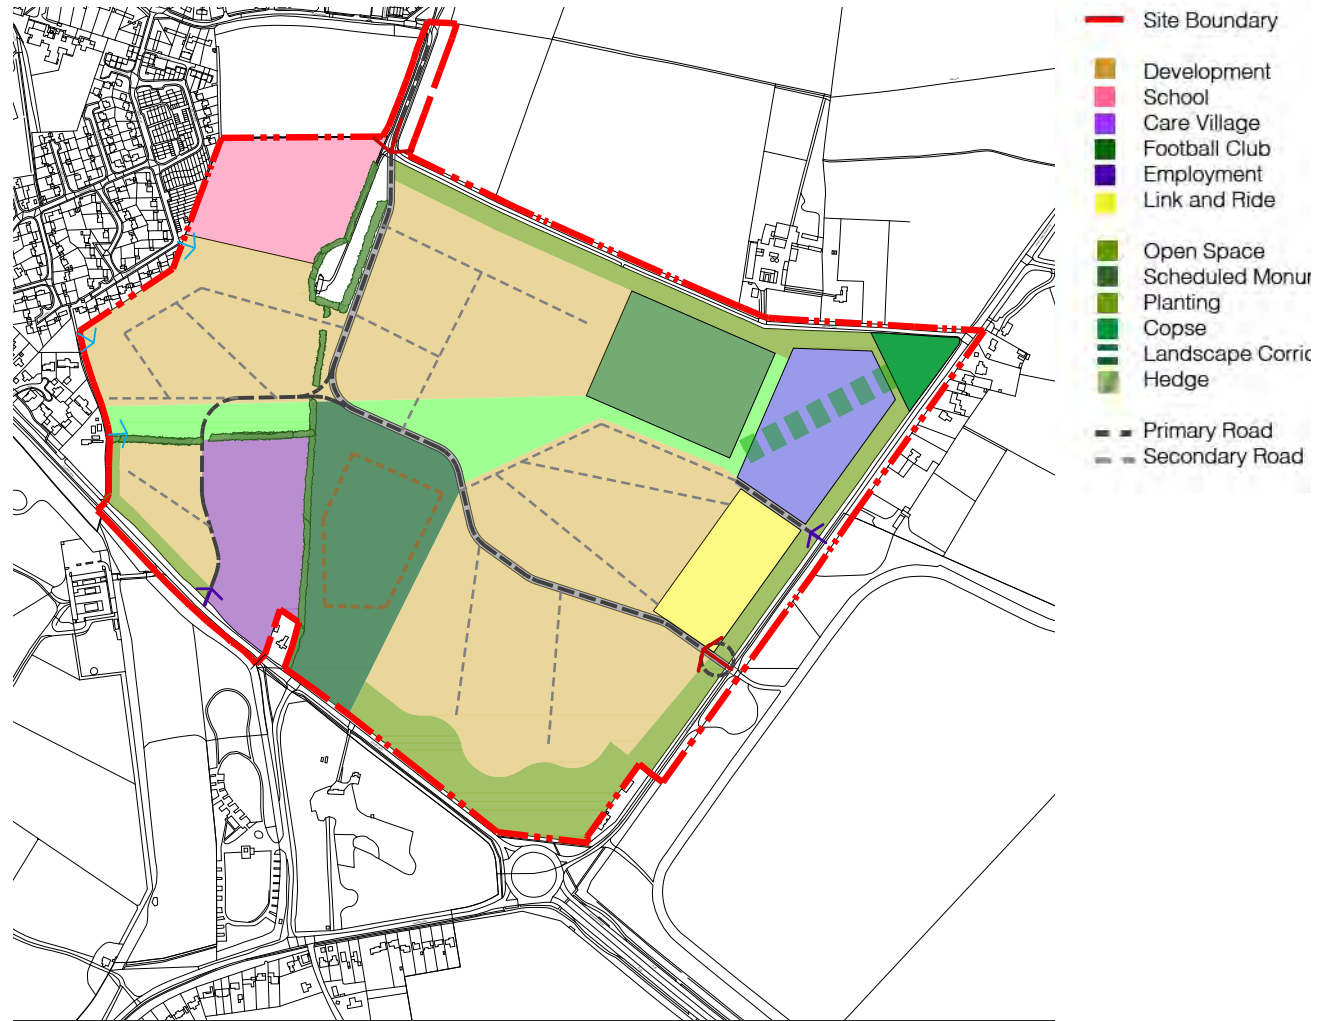 Site Boundary
Development
School
Care Village
Football Club
Employment
Link and Ride
Open Space
Scheduled Monur
Planting
Copse
Landscape Corric
Hedge
Primary Road
Secondary Road